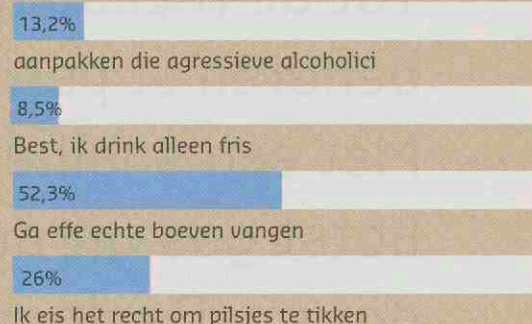 13,2%
aanpakken die agressieve alcoholici
8,5%
Best, ik drink alleen fris
52,3%
Ga effe echte boeven vangen
26%
Ik eis het recht om pilsjes te tikken